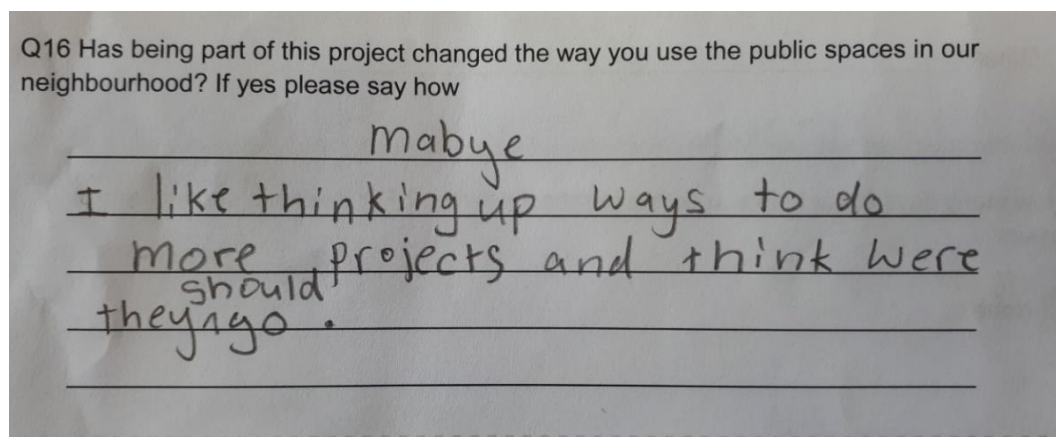 Q16 Has being part of this project changed the way you use the public spaces in our
neighbourhood? If yes please say how
mabye
I like thinking up ways to do
more projects and think were
should
they go.